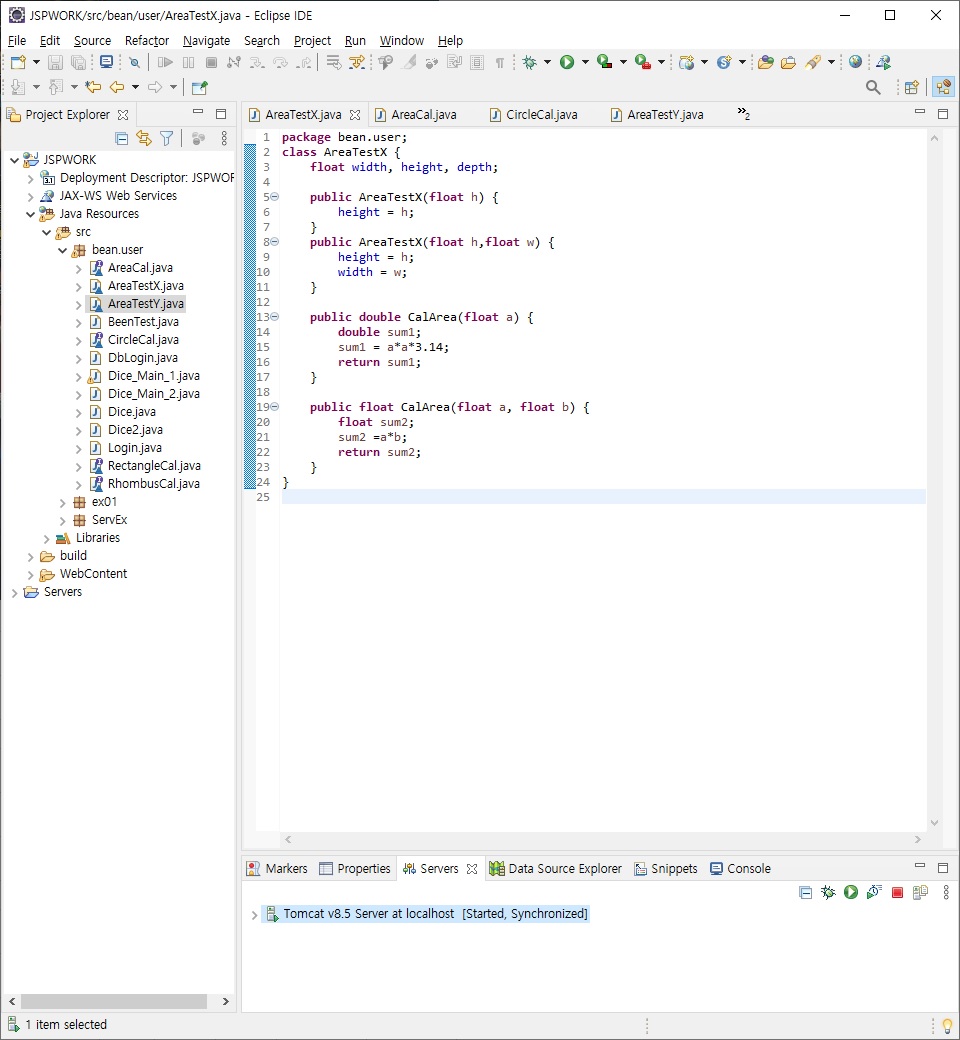 JSPWORK/src/bean/user/AreaTestX.java - Eclipse IDE
File Edit Source Refactor Navigate Search Project Run Window Help
Project Explorer
JSPWORK
Deployment Descriptor: JSPWOR
JAX-WS Web Services
Java Resources
src
bean.user
AreaCal.java
AreaTestX.java
AreaTestY.java
BeenTest.java
CircleCal.java
DbLogin.java
Dice_Main_1.java
Dice_Main_2.java
Dice.java
Dice2.java
Login.java
RectangleCal.java
RhombusCal.java
ex01
ServEx
Libraries
build
WebContent
Servers
AreaTestX.java AreaCal.java CircleCal.java AreaTestY.java »2
1 package bean.user;
2 class AreaTestX {
3 float width, height, depth;
4
5 public AreaTestX(float h) {
6 height = h;
7 }
8 public AreaTestX(float h,float w) {
9 height = h;
10 width = w;
11 }
12
13 public double CalArea(float a) {
14 double sum1;
15 sum1 = a*a*3.14;
16 return sum1;
17 }
18
19 public float CalArea(float a, float b) {
20 float sum2;
21 sum2 =a*b;
22 return sum2;
23 }
24 }
25
Markers Properties Servers Data Source Explorer Snippets Console
Tomcat v8.5 Server at localhost [Started, Synchronized]
1 item selected